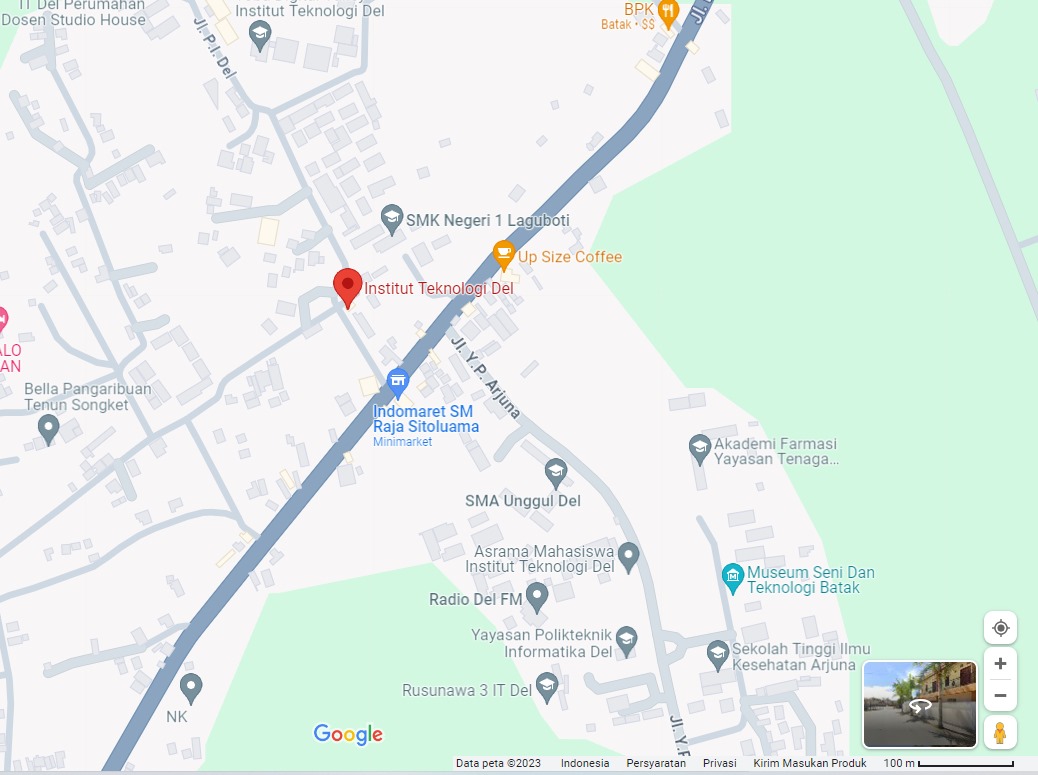 IT Del Perumahan
Dosen Studio House
Institut Teknologi Del
Jl. P.I. Del
BPK
Batak • $$
Jl.
SMK Negeri 1 Laguboti
Up Size Coffee
Institut Teknologi Del
ALO
AN
Jl. Y.P. Arjuna
Bella Pangaribuan
Tenun Songket
Indomaret SM
Raja Sitoluama
Minimarket
Akademi Farmasi
Yayasan Tenaga...
SMA Unggul Del
Asrama Mahasiswa
Institut Teknologi Del
Museum Seni Dan
Teknologi Batak
Radio Del FM
Yayasan Polikteknik
Informatika Del
Sekolah Tinggi Ilmu
Kesehatan Arjuna
Rusunawa 3 IT Del
NK
Jl. Y.P
Google
Data peta ©2023 Indonesia Persyaratan Privasi Kirim Masukan Produk 100 m